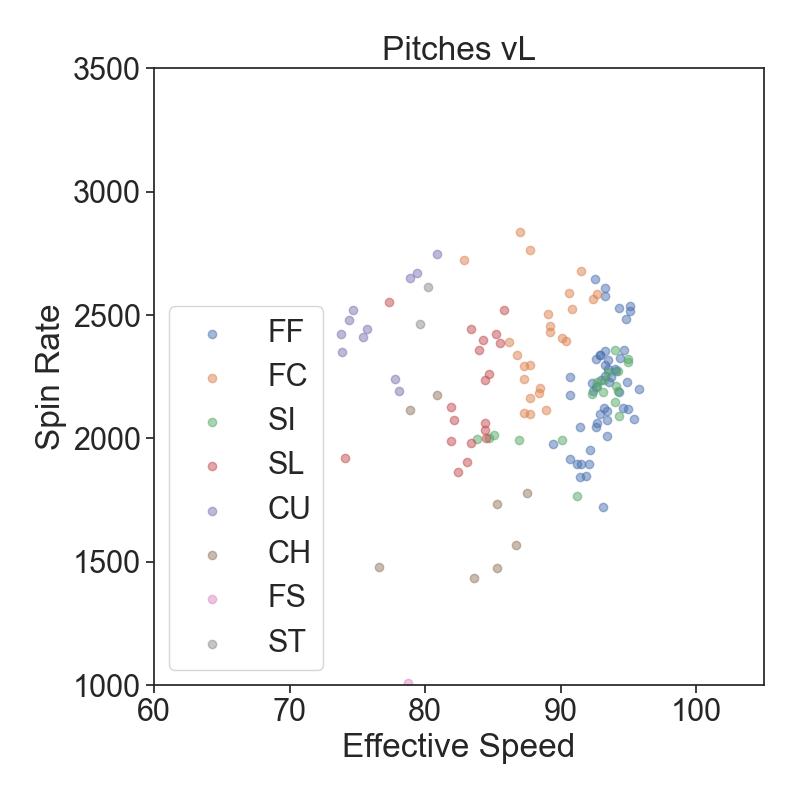 Pitches vL
3500
3000
2500
2000
1500
1000
Spin Rate
FF
FC
SI
SL
CU
CH
FS
ST
60 70 80 90 100
Effective Speed